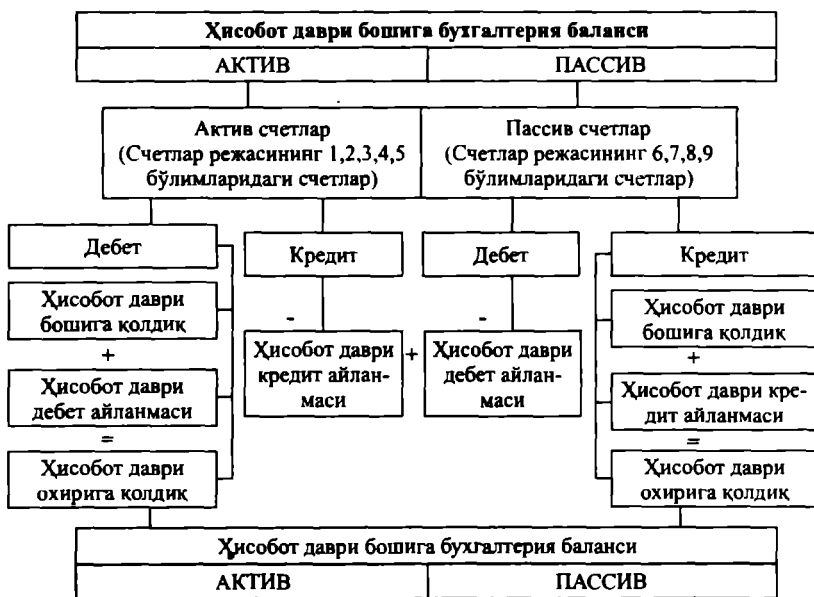 Ҳисобот даври бошига бухгалтерия баланси
АКТИВ
ПАССИВ
Актив счетлар
(Счетлар режасининг 1,2,3,4,5
бўлимларидаги счетлар)
Пассив счетлар
(Счетлар режасининг 6,7,8,9
бўлимларидаги счетлар)
Дебет
Ҳисобот даври
бошига қолдиқ
+
Ҳисобот даври
дебет айланмаси
=
Ҳисобот даври
охирига қолдиқ
Кредит
-
Ҳисобот даври
кредит айлан-
маси
+
Дебет
-
Ҳисобот даври
дебет айлан-
маси
Кредит
Ҳисобот даври
бошига қолдиқ
+
Ҳисобот даври кре-
дит айланмаси
=
Ҳисобот даври
охирига қолдиқ
Ҳисобот даври бошига бухгалтерия баланси
АКТИВ
ПАССИВ